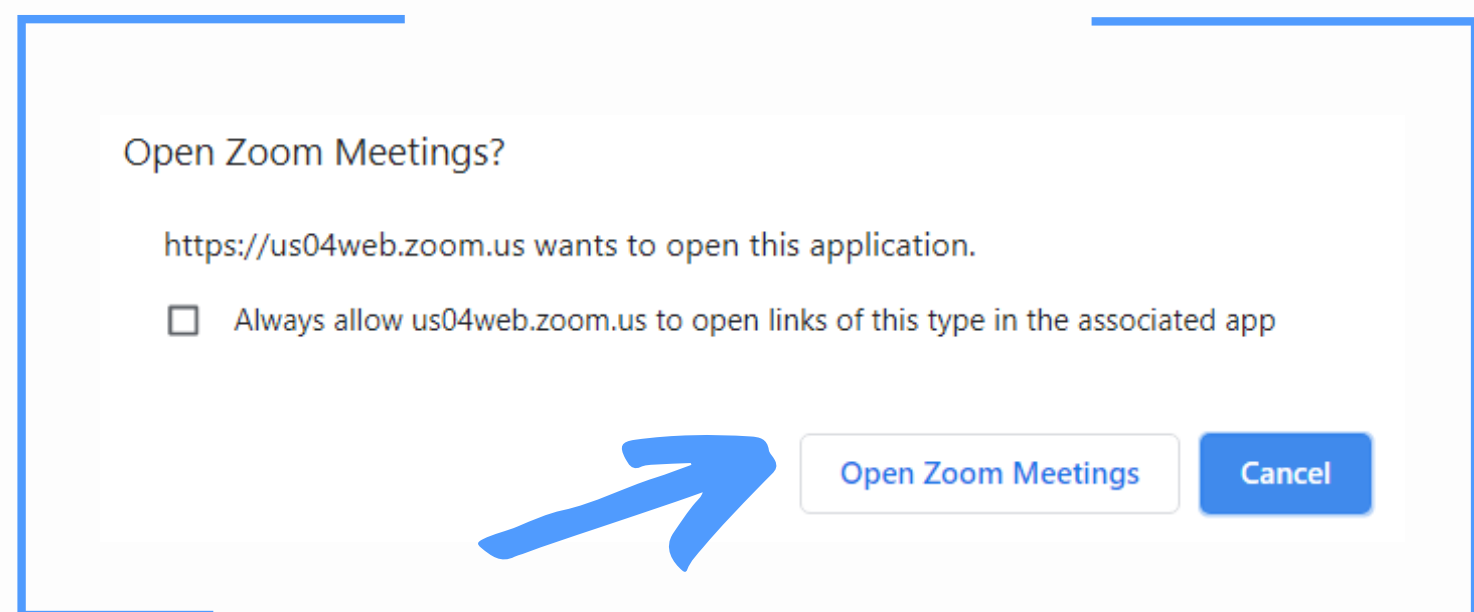 Open Zoom Meetings?
https://us04web.zoom.us wants to open this application.
Always allow us04web.zoom.us to open links of this type in the associated app
Open Zoom Meetings
Cancel